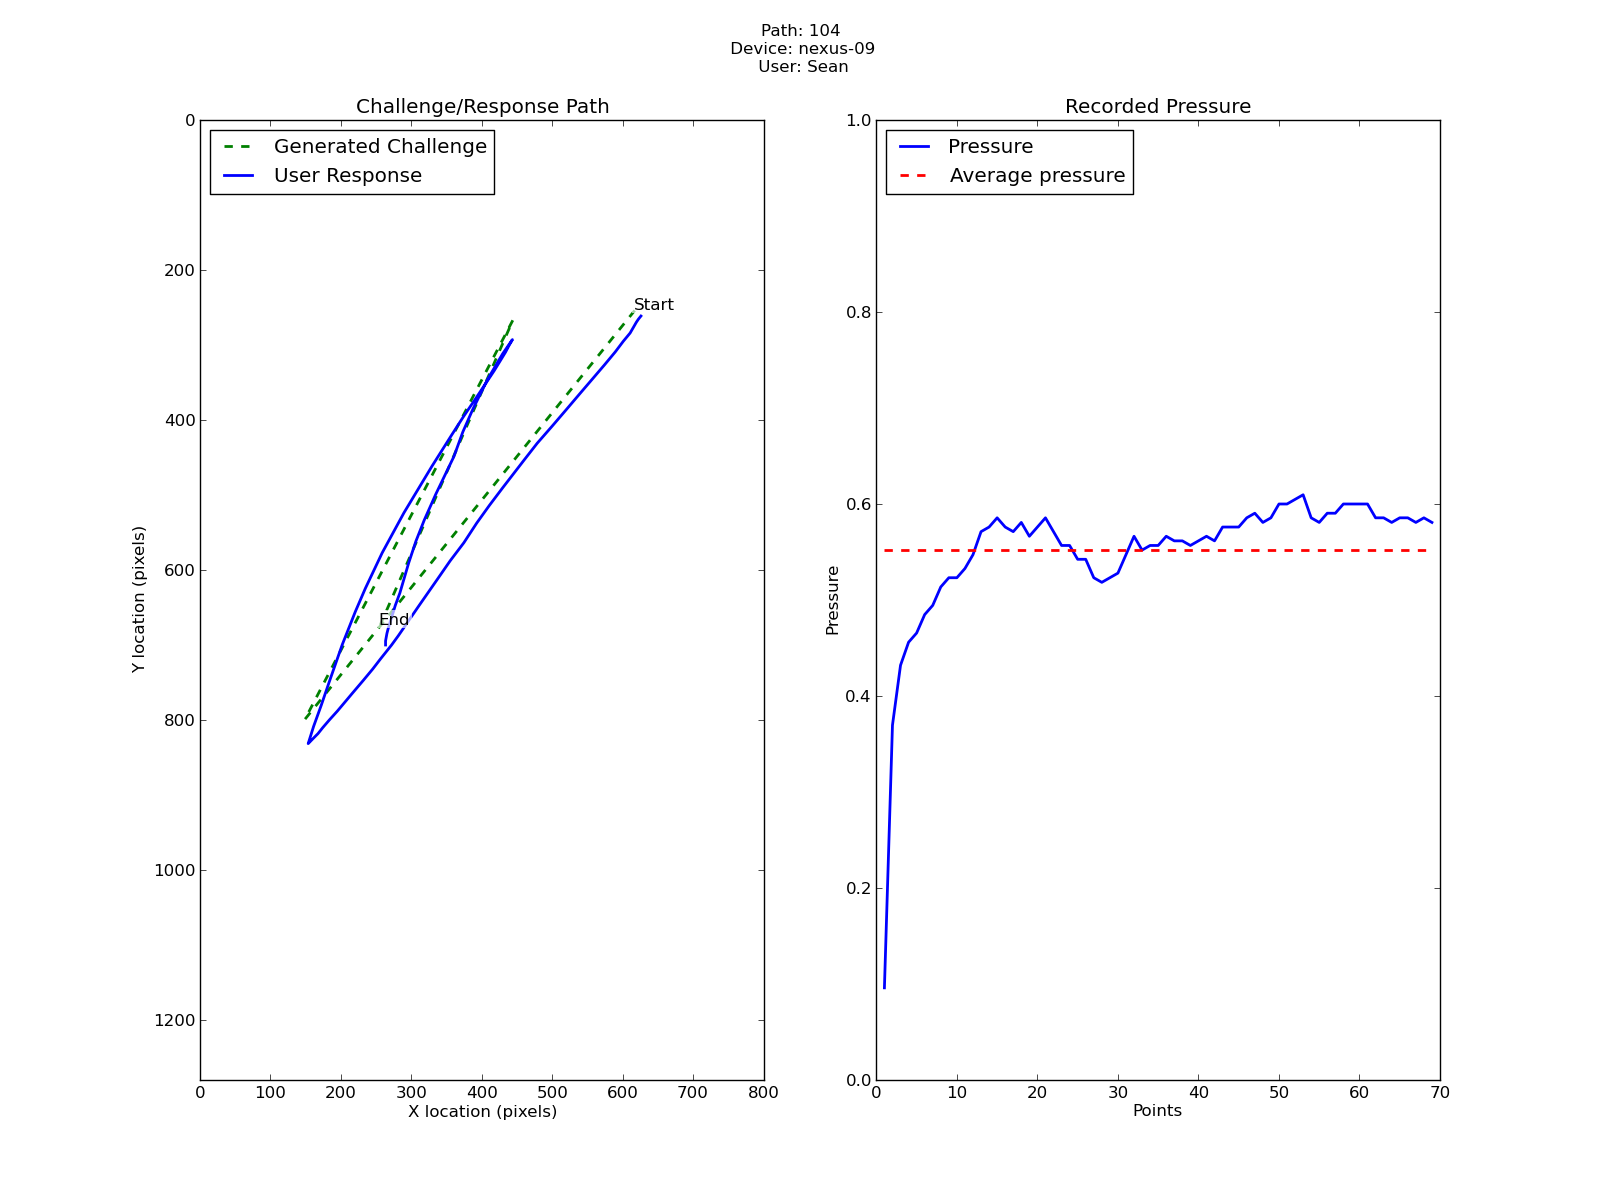 Path: 104
Device: nexus-09
User: Sean
Challenge/Response Path
Generated Challenge
User Response
Start
End
0
200
400
600
800
1000
1200
Y location (pixels)
0 100 200 300 400 500 600 700 800
X location (pixels)
Recorded Pressure
Pressure
Average pressure
1.0
0.8
0.6
0.4
0.2
0.0
Pressure
0 10 20 30 40 50 60 70
Points